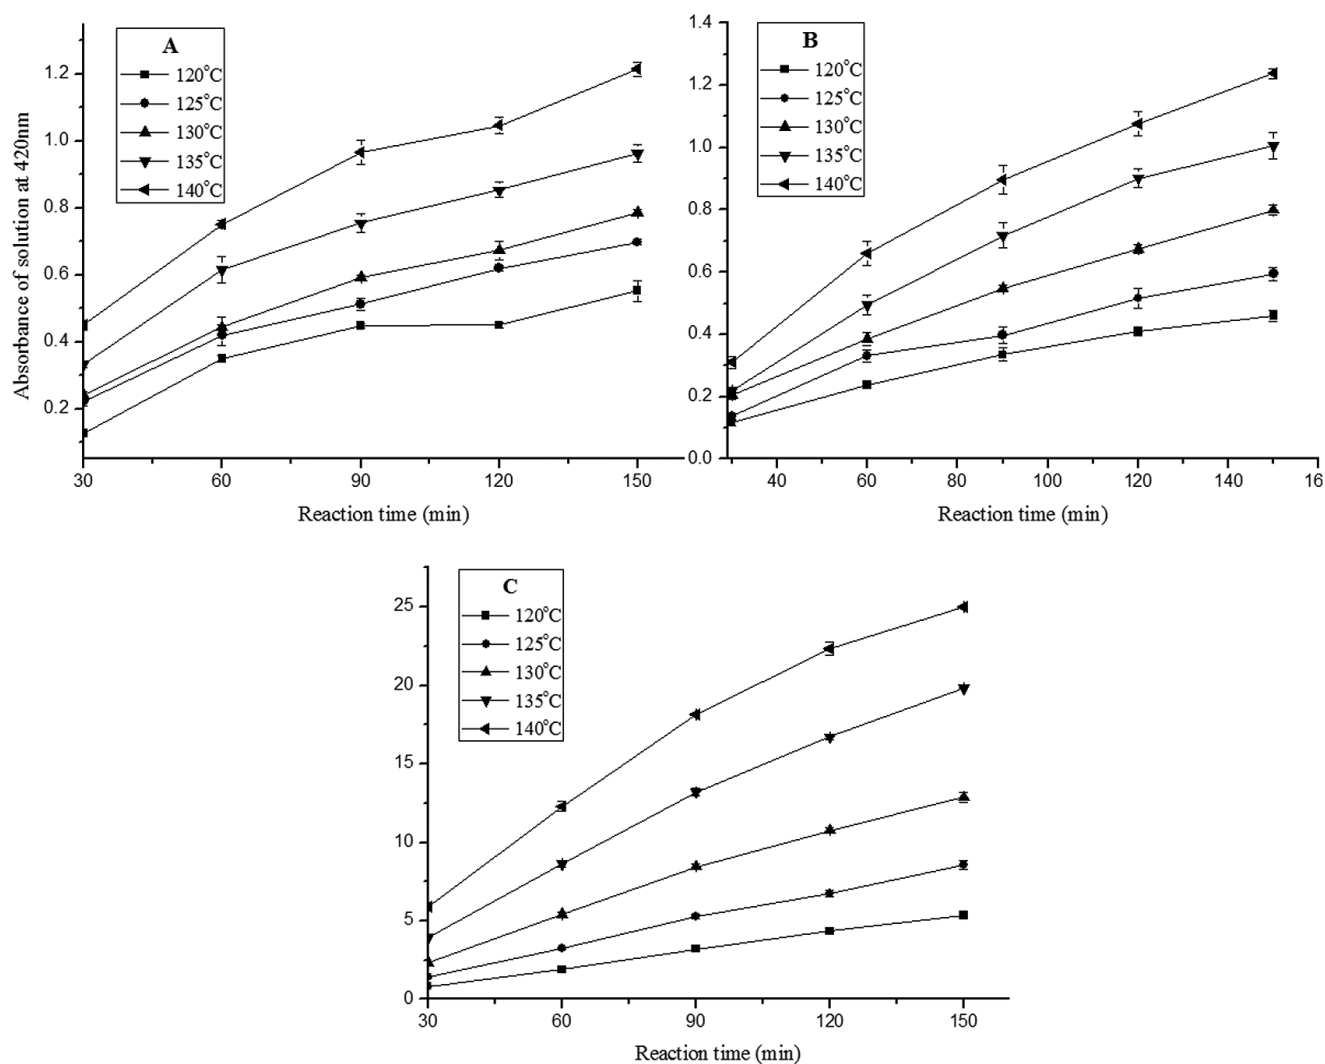 A
120°C
125°C
130°C
135°C
140°C
Absorbance of solution at 420nm
1.2
1.0
0.8
0.6
0.4
0.2
30 60 90 120 150
Reaction time (min)
B
120°C
125°C
130°C
135°C
140°C
1.4
1.2
1.0
0.8
0.6
0.4
0.2
0.0
40 60 80 100 120 140 16
Reaction time (min)
C
120°C
125°C
130°C
135°C
140°C
25
20
15
10
5
0
30 60 90 120 150
Reaction time (min)